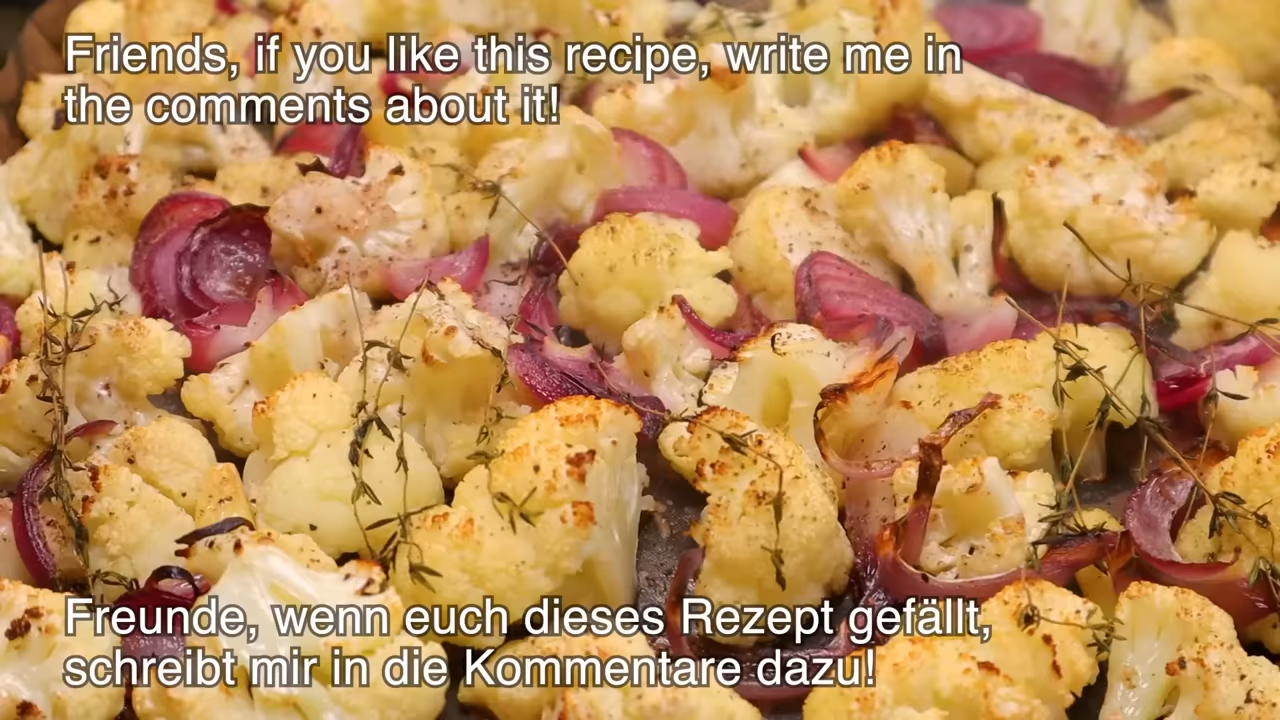 Friends, if you like this recipe, write me in
the comments about it!
Freunde, wenn euch dieses Rezept gefällt,
schreibt mir in die Kommentare dazu!